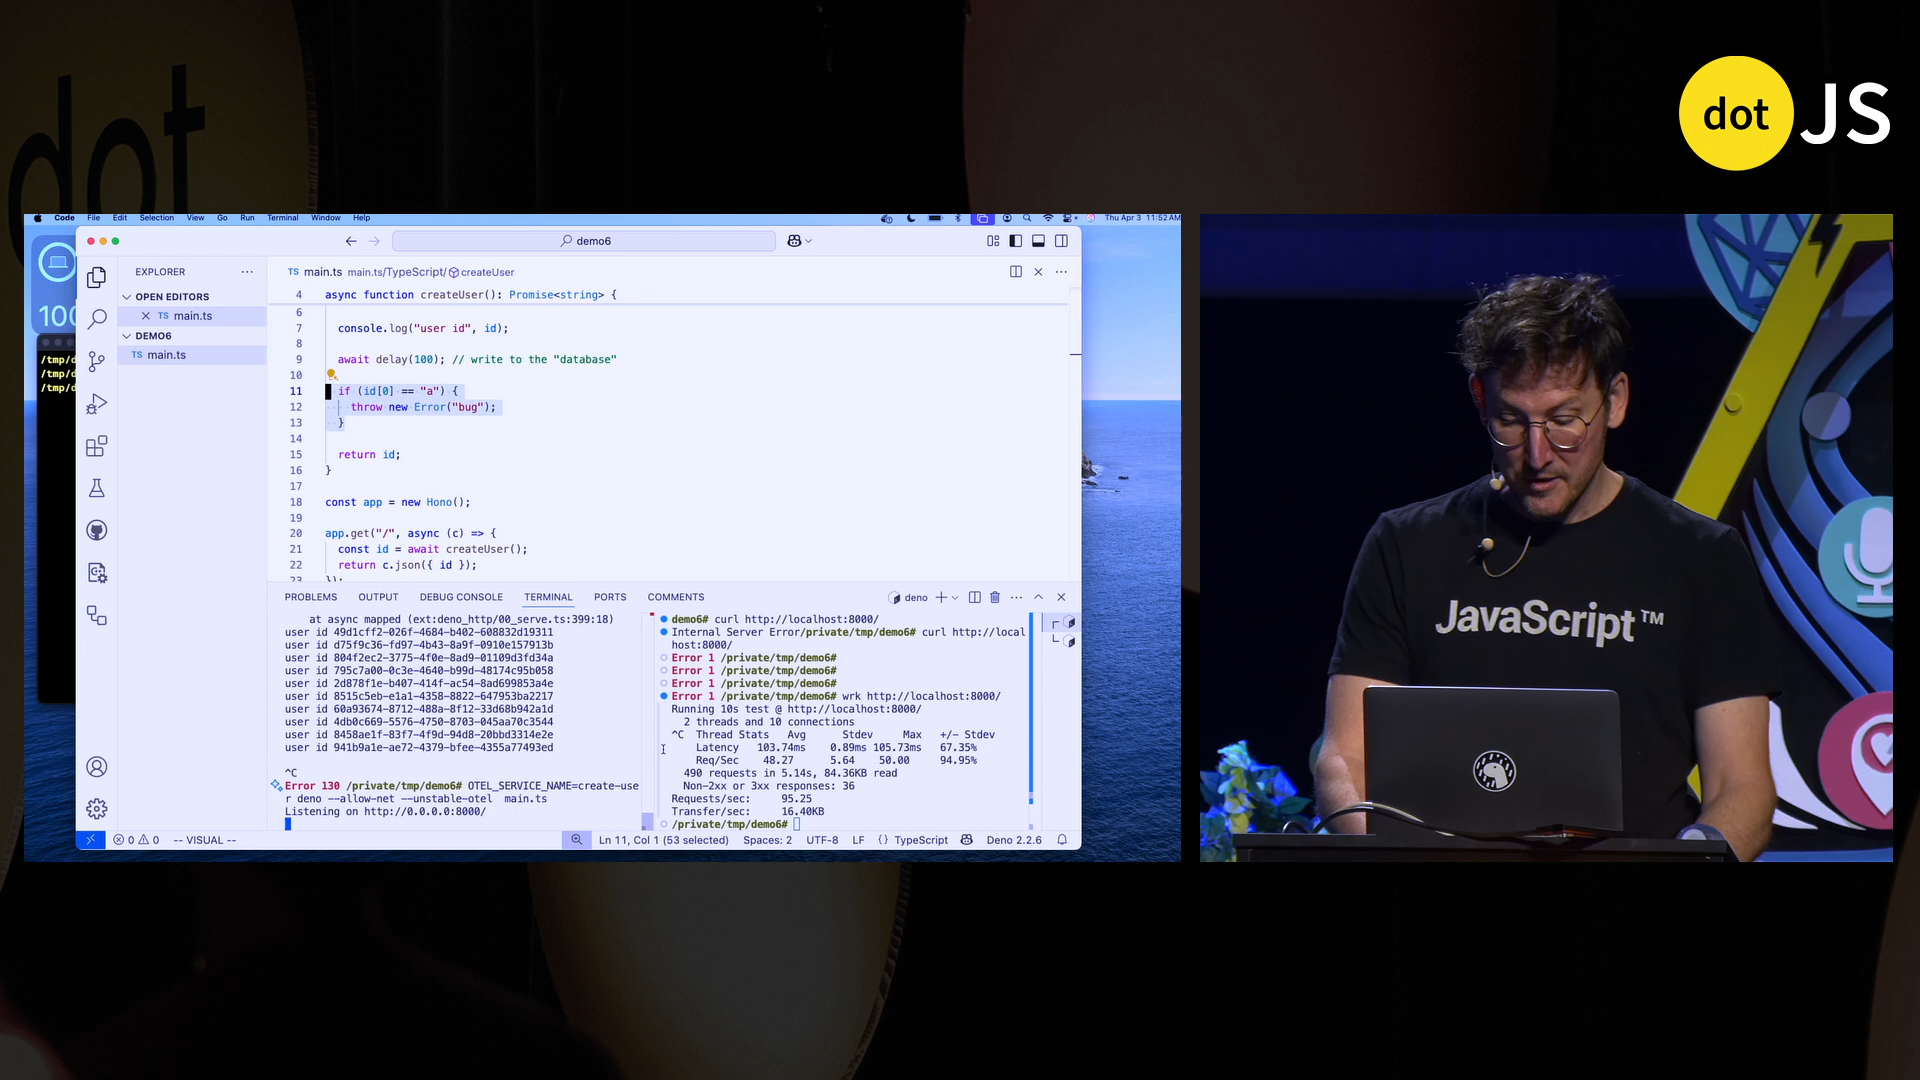 dot
dot JS
Code File Edit Selection View Go Run Terminal Window Help
Thu Apr 3 11:52 AM
demo6
EXPLORER
OPEN EDITORS
TS main.ts
DEMO6
TS main.ts
TS main.ts main.ts/TypeScript/ createUser
4 async function createUser(): Promise<string> {
6
7 console.log("user id", id);
8
9 await delay(100); // write to the "database"
10
11 if (id[0] == "a") {
12 throw new Error("bug");
13 }
14
15 return id;
16 }
17
18 const app = new Hono();
19
20 app.get("/", async (c) => {
21 const id = await createUser();
22 return c.json({ id });
23 });
100
/tmp/d
/tmp/d
/tmp/d
PROBLEMS OUTPUT DEBUG CONSOLE TERMINAL PORTS COMMENTS
deno
at async mapped (ext:deno_http/00_serve.ts:399:18)
user id 49d1cff2-026f-4684-b402-608832d19311
user id d75f9c36-fd97-4b43-8a9f-0910e157913b
user id 804f2ec2-3775-4f0e-8ad9-01109d3fd34a
user id 795c7a00-0c3e-4640-b99d-48174c95b058
user id 2d878f1e-b407-414f-ac54-8ad699853a4e
user id 8515c5eb-e1a1-4358-8822-647953ba2217
user id 60a93674-8712-488a-8f12-33d68b942a1d
user id 4db0c669-5576-4750-8703-045aa70c3544
user id 8458ae1f-83f7-4f9d-94d8-20bbd3314e2e
user id 941b9a1e-ae72-4379-bfee-4355a77493ed
^C
Error 130 /private/tmp/demo6# OTEL_SERVICE_NAME=create-use
r deno --allow-net --unstable-otel main.ts
Listening on http://0.0.0.0:8000/
demo6# curl http://localhost:8000/
Internal Server Error/private/tmp/demo6# curl http://local
host:8000/
Error 1 /private/tmp/demo6#
Error 1 /private/tmp/demo6#
Error 1 /private/tmp/demo6#
Error 1 /private/tmp/demo6# wrk http://localhost:8000/
Running 10s test @ http://localhost:8000/
2 threads and 10 connections
^C Thread Stats Avg Stdev Max +/- Stdev
Latency 103.74ms 0.89ms 105.73ms 67.35%
Req/Sec 48.27 5.64 50.00 94.95%
490 requests in 5.14s, 84.36KB read
Non-2xx or 3xx responses: 36
Requests/sec: 95.25
Transfer/sec: 16.40KB
/private/tmp/demo6#
0 0 -- VISUAL --
Ln 11, Col 1 (53 selected) Spaces: 2 UTF-8 LF {} TypeScript Deno 2.2.6
JavaScript™